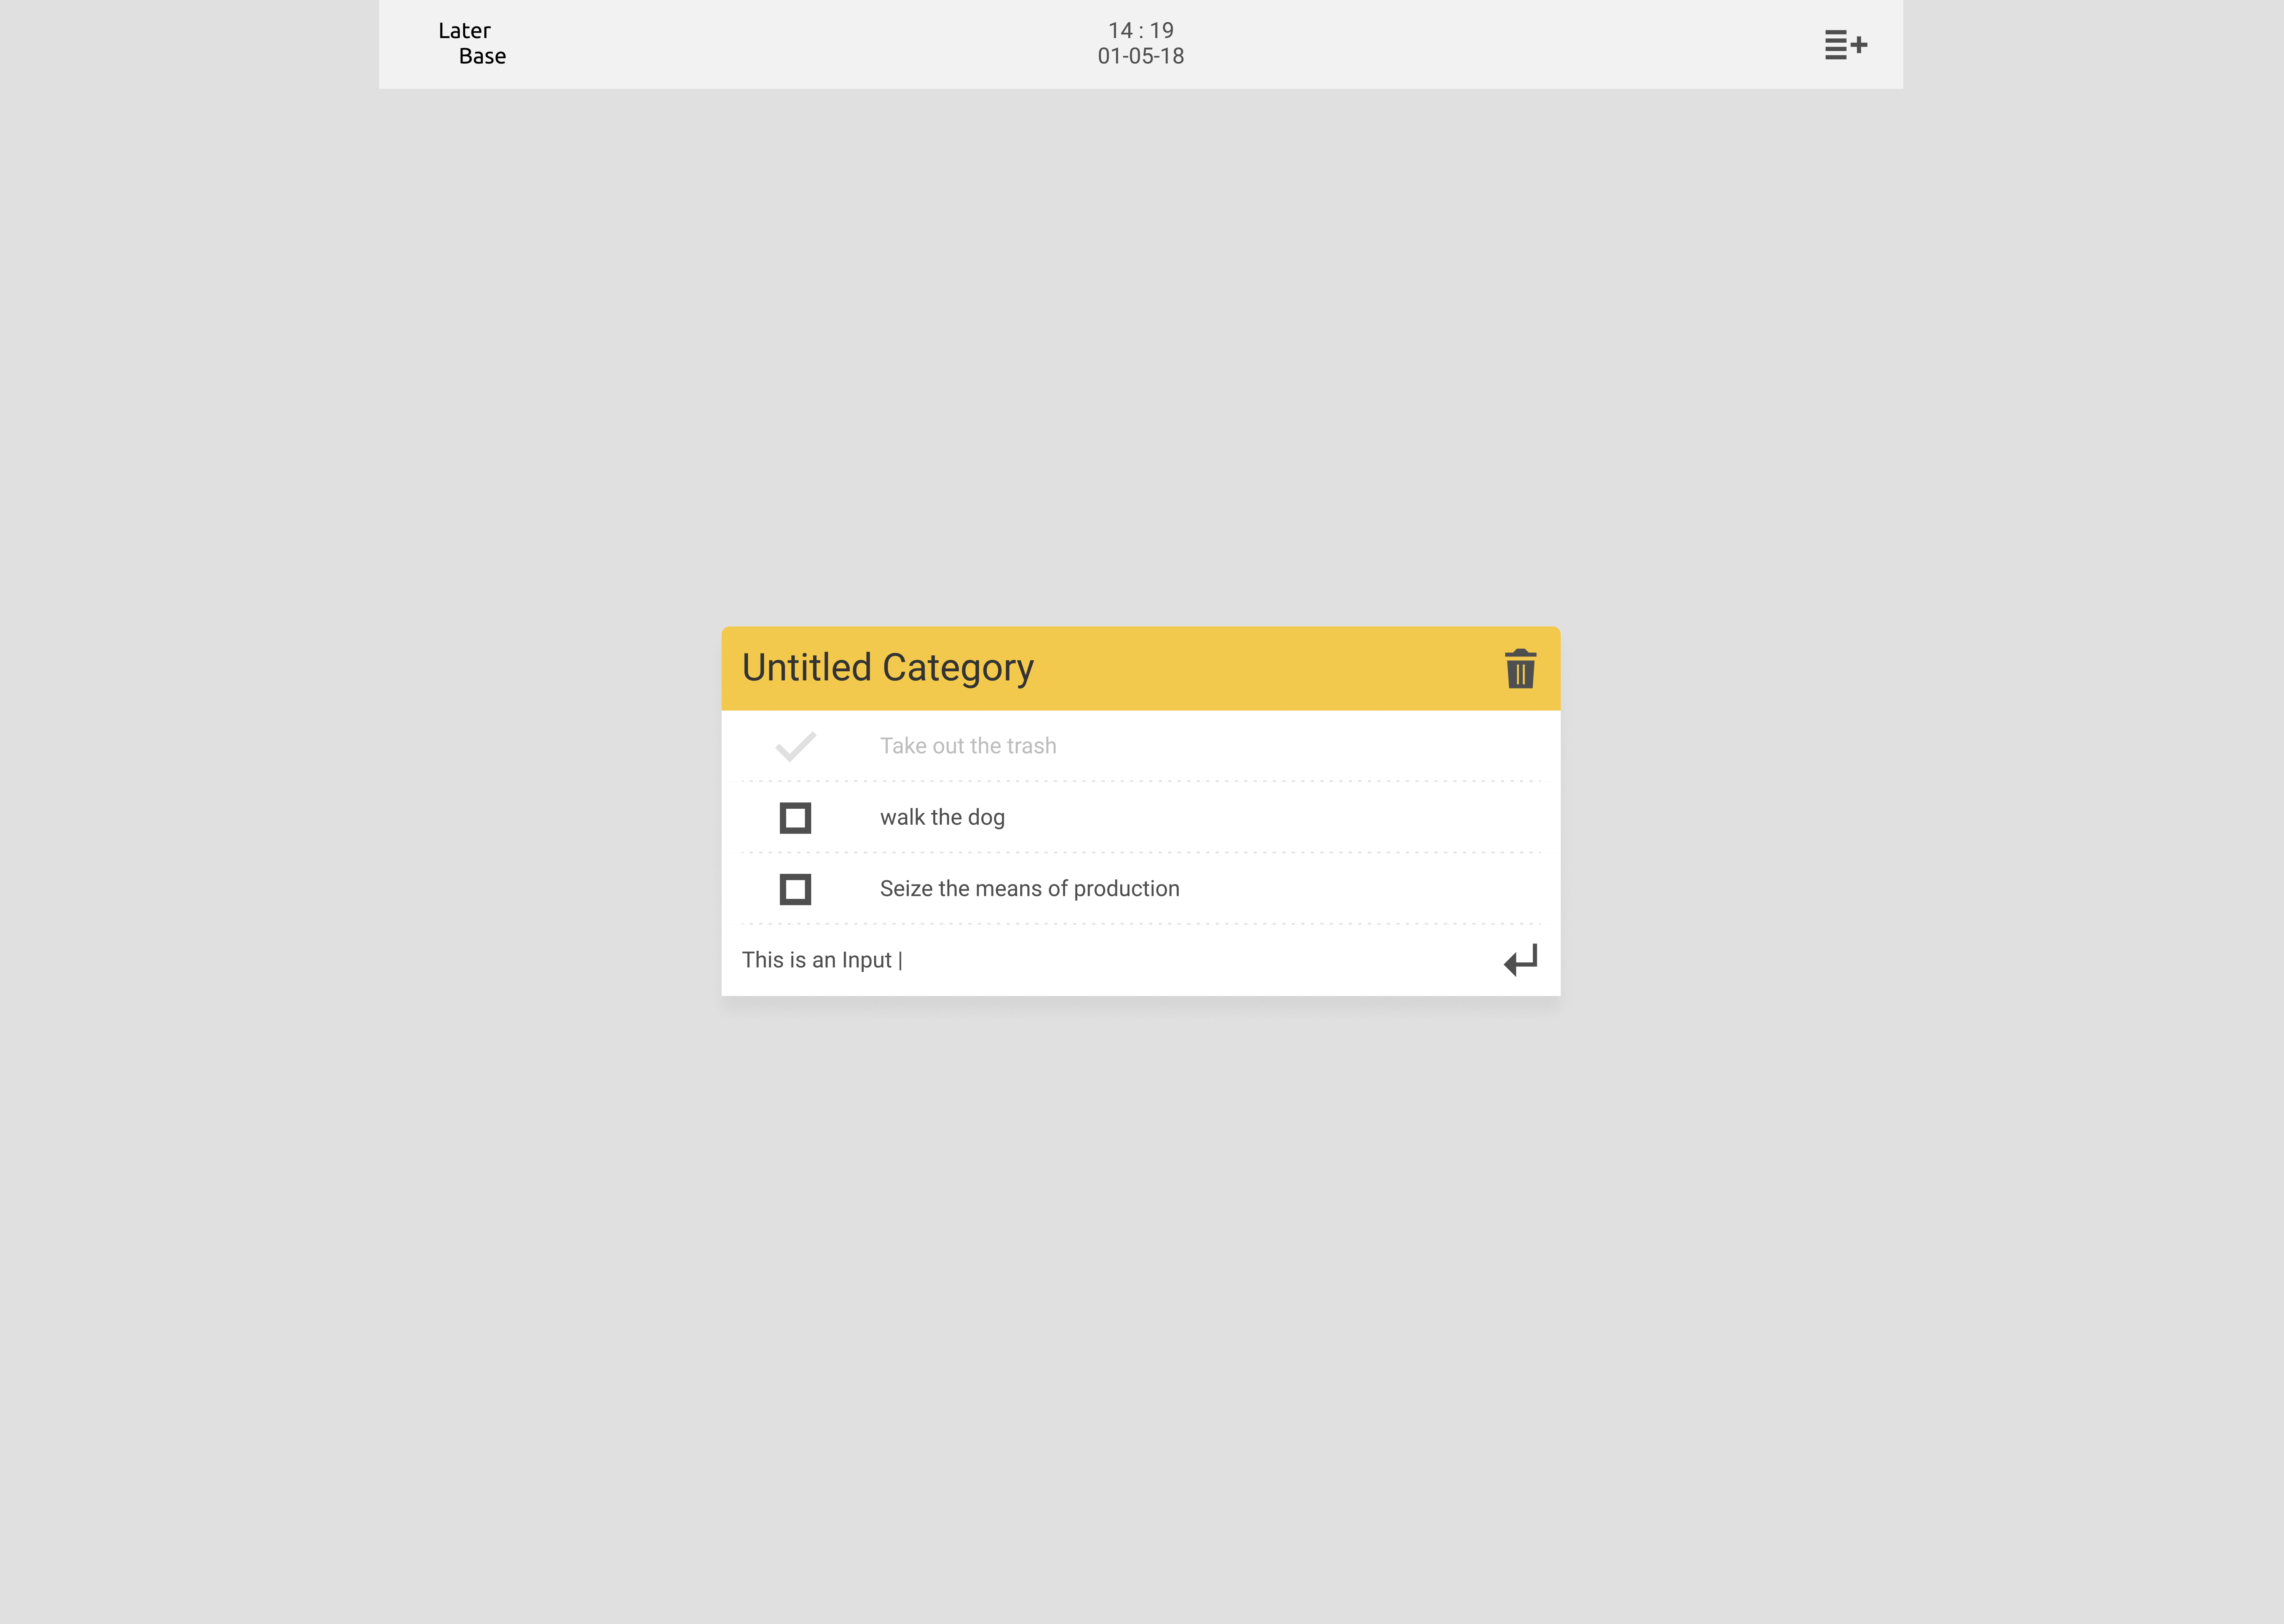 Later
Base
14 : 19
01-05-18
Untitled Category
Take out the trash
walk the dog
Seize the means of production
This is an Input |